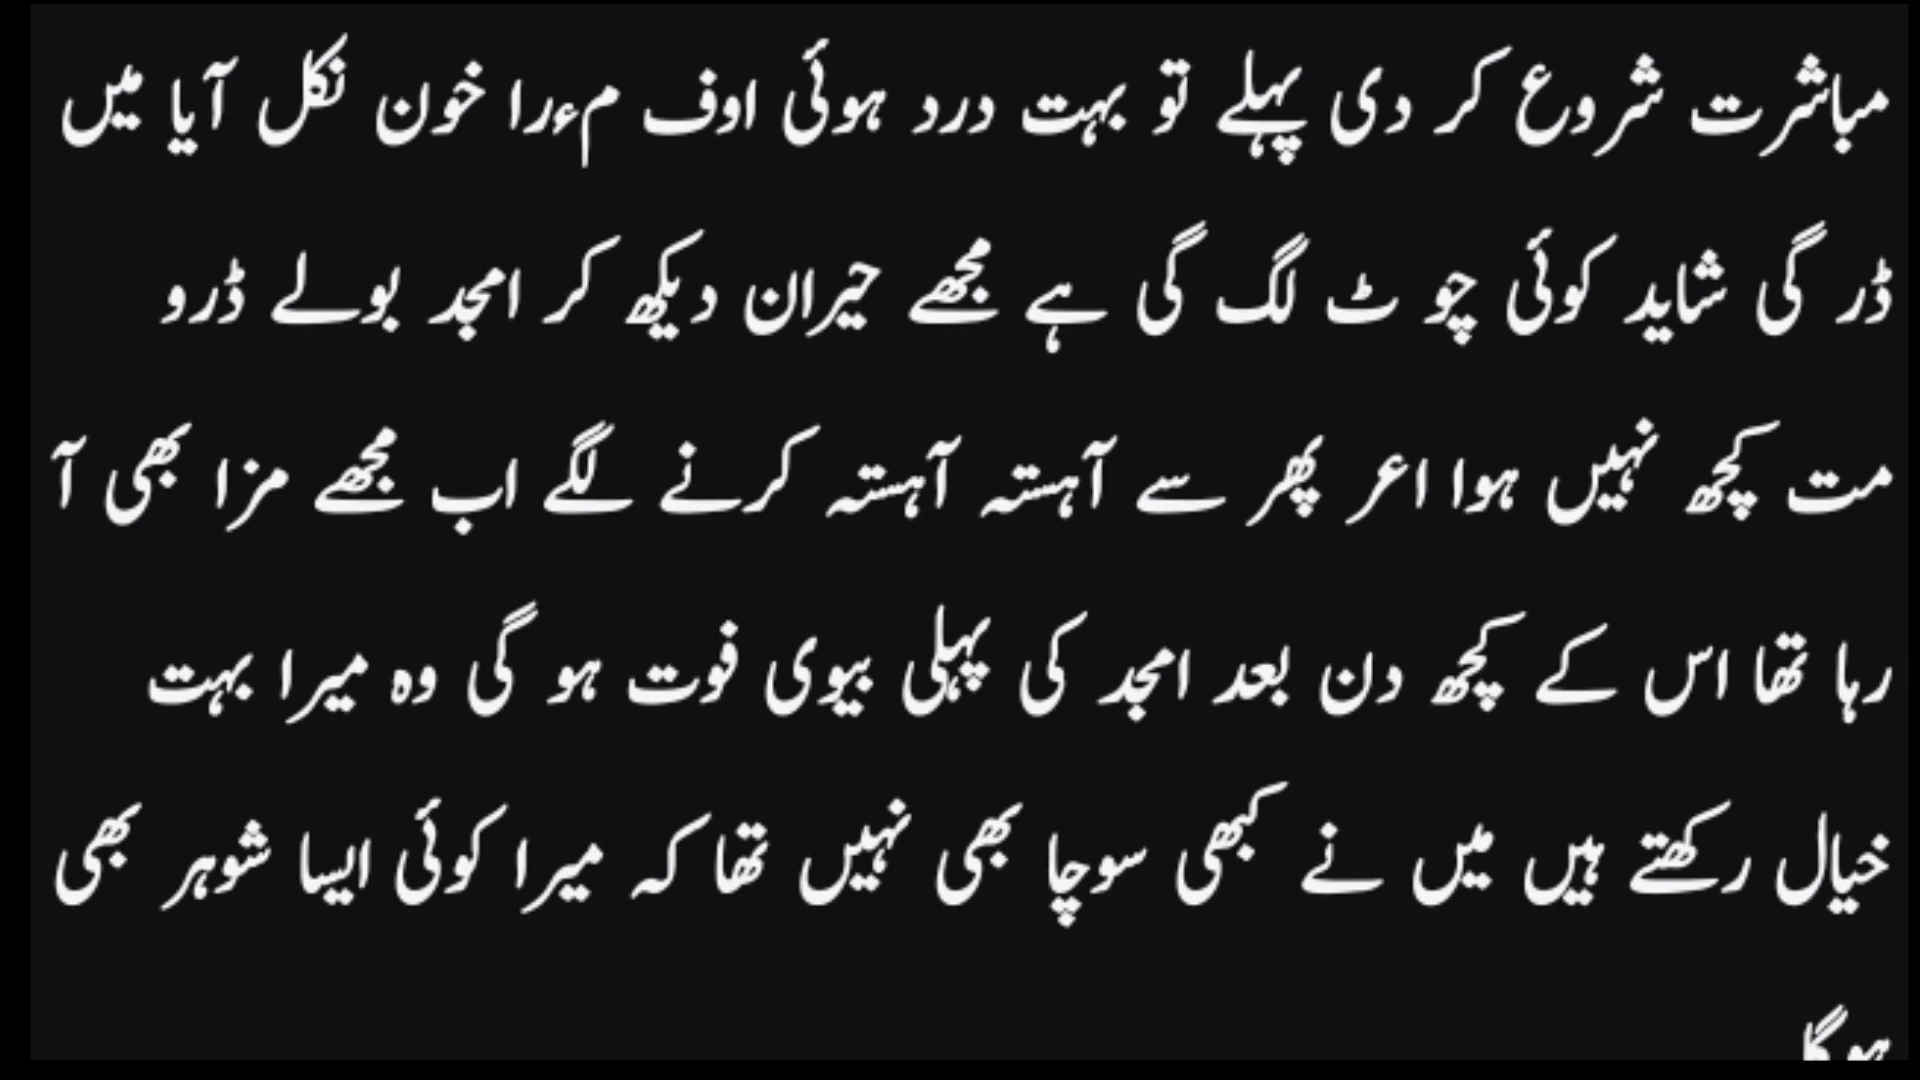 مباشرت شروع کر دی پہلے تو بہت درد ہوئی اوف مءرا خون نکل آیا میں
ڈر گی شاید کوئی چو ٹ لگ گی ہے مجھے حیران دیکھ کر امجد بولے ڈرو
مت کچھ نہیں ہوا اعر پھر سے آہستہ آہستہ کرنے لگے اب مجھے مزا بھی آ
رہا تھا اس کے کچھ دن بعد امجد کی پہلی بیوی فوت ہو گی وہ میرا بہت
خیال رکھتے ہیں میں نے کبھی سوچا بھی نہیں تھا کہ میرا کوئی ایسا شوہر بھی
ہوگا